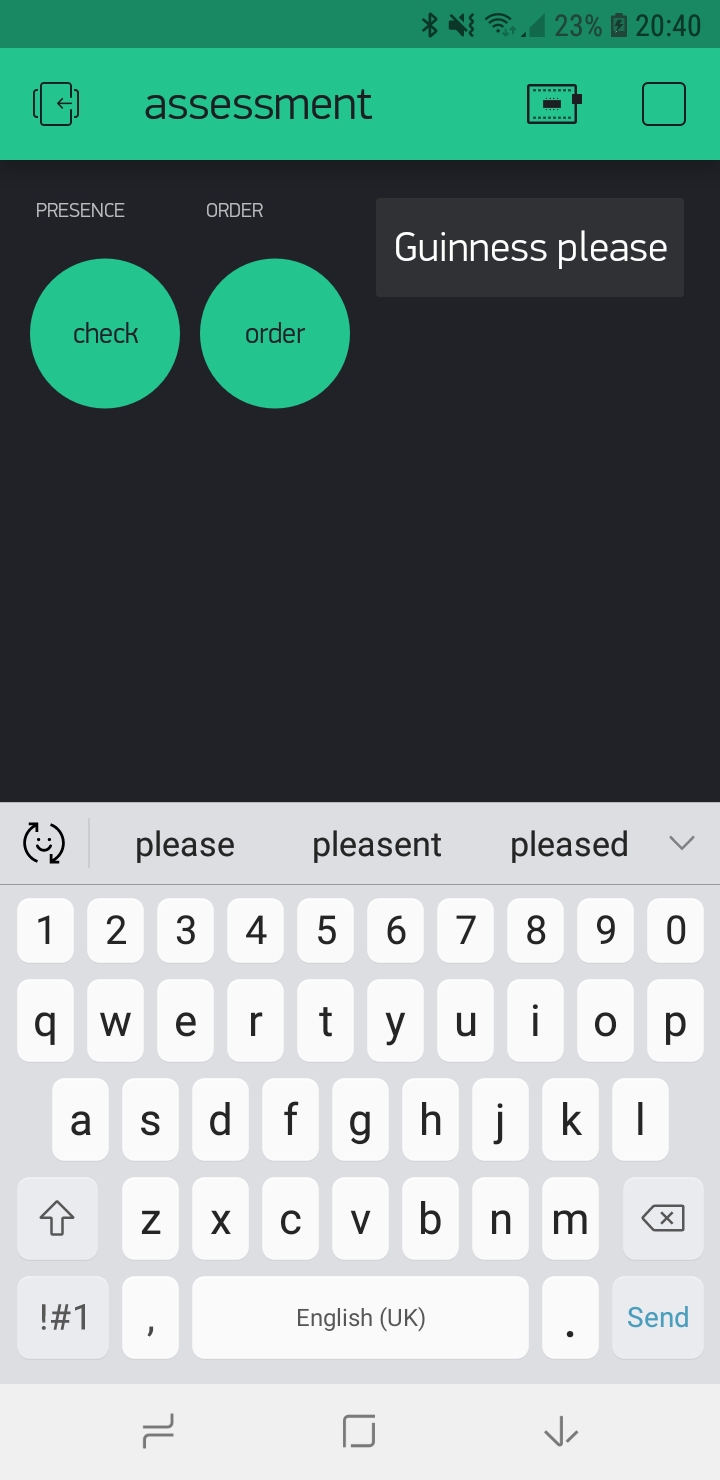 23% 20:40
assessment
PRESENCE ORDER
Guinness please
check order
please pleasent pleased
1 2 3 4 5 6 7 8 9 0
q w e r t y u i o p
a s d f g h j k l
z x c v b n m
!#1 , English (UK) . Send